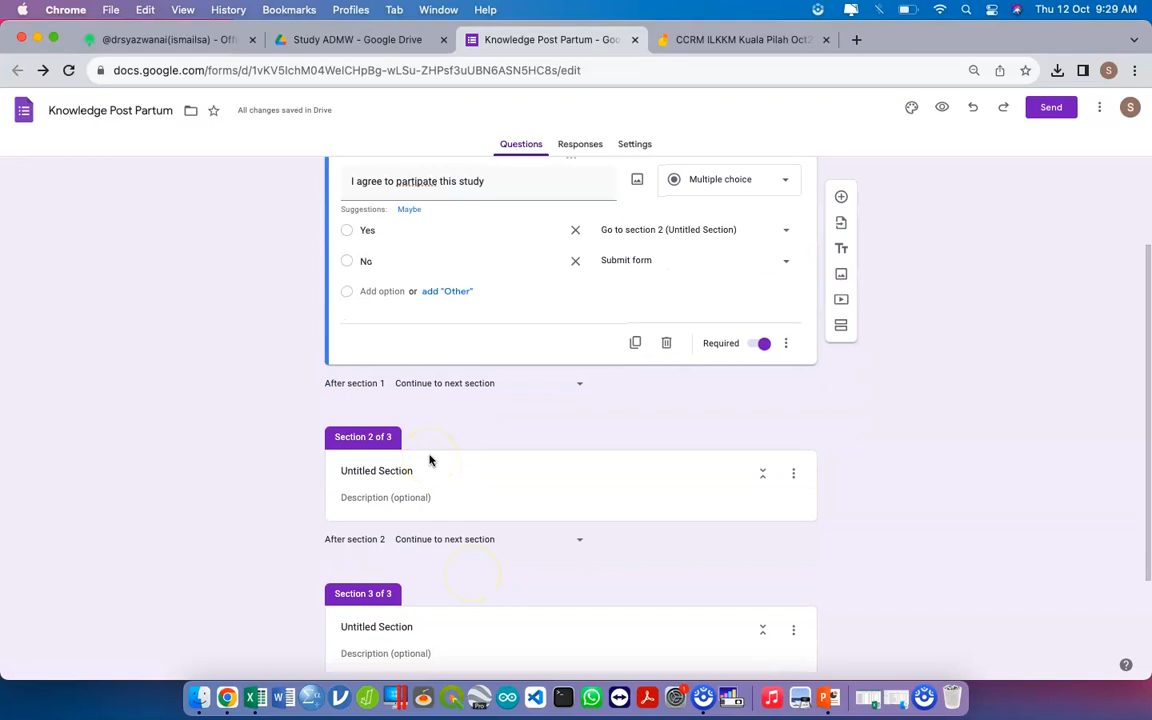 Chrome File Edit View History Bookmarks Profiles Tab Window Help Thu 12 Oct 9:29 AM
@drsyazwanai(ismailsa) - Offi Study ADMW - Google Drive Knowledge Post Partum - Goo CCRM ILKKM Kuala Pilah Oct2
docs.google.com/forms/d/1vKV5IchM04WelCHpBg-wLSu-ZHPsf3uUBN6ASN5HC8s/edit S
Knowledge Post Partum All changes saved in Drive Send S
Questions Responses Settings
I agree to partipate this study Multiple choice
Suggestions: Maybe
Yes Go to section 2 (Untitled Section)
No Submit form
Add option or add "Other"
Required
After section 1 Continue to next section
Section 2 of 3
Untitled Section
Description (optional)
After section 2 Continue to next section
Section 3 of 3
Untitled Section
Description (optional)